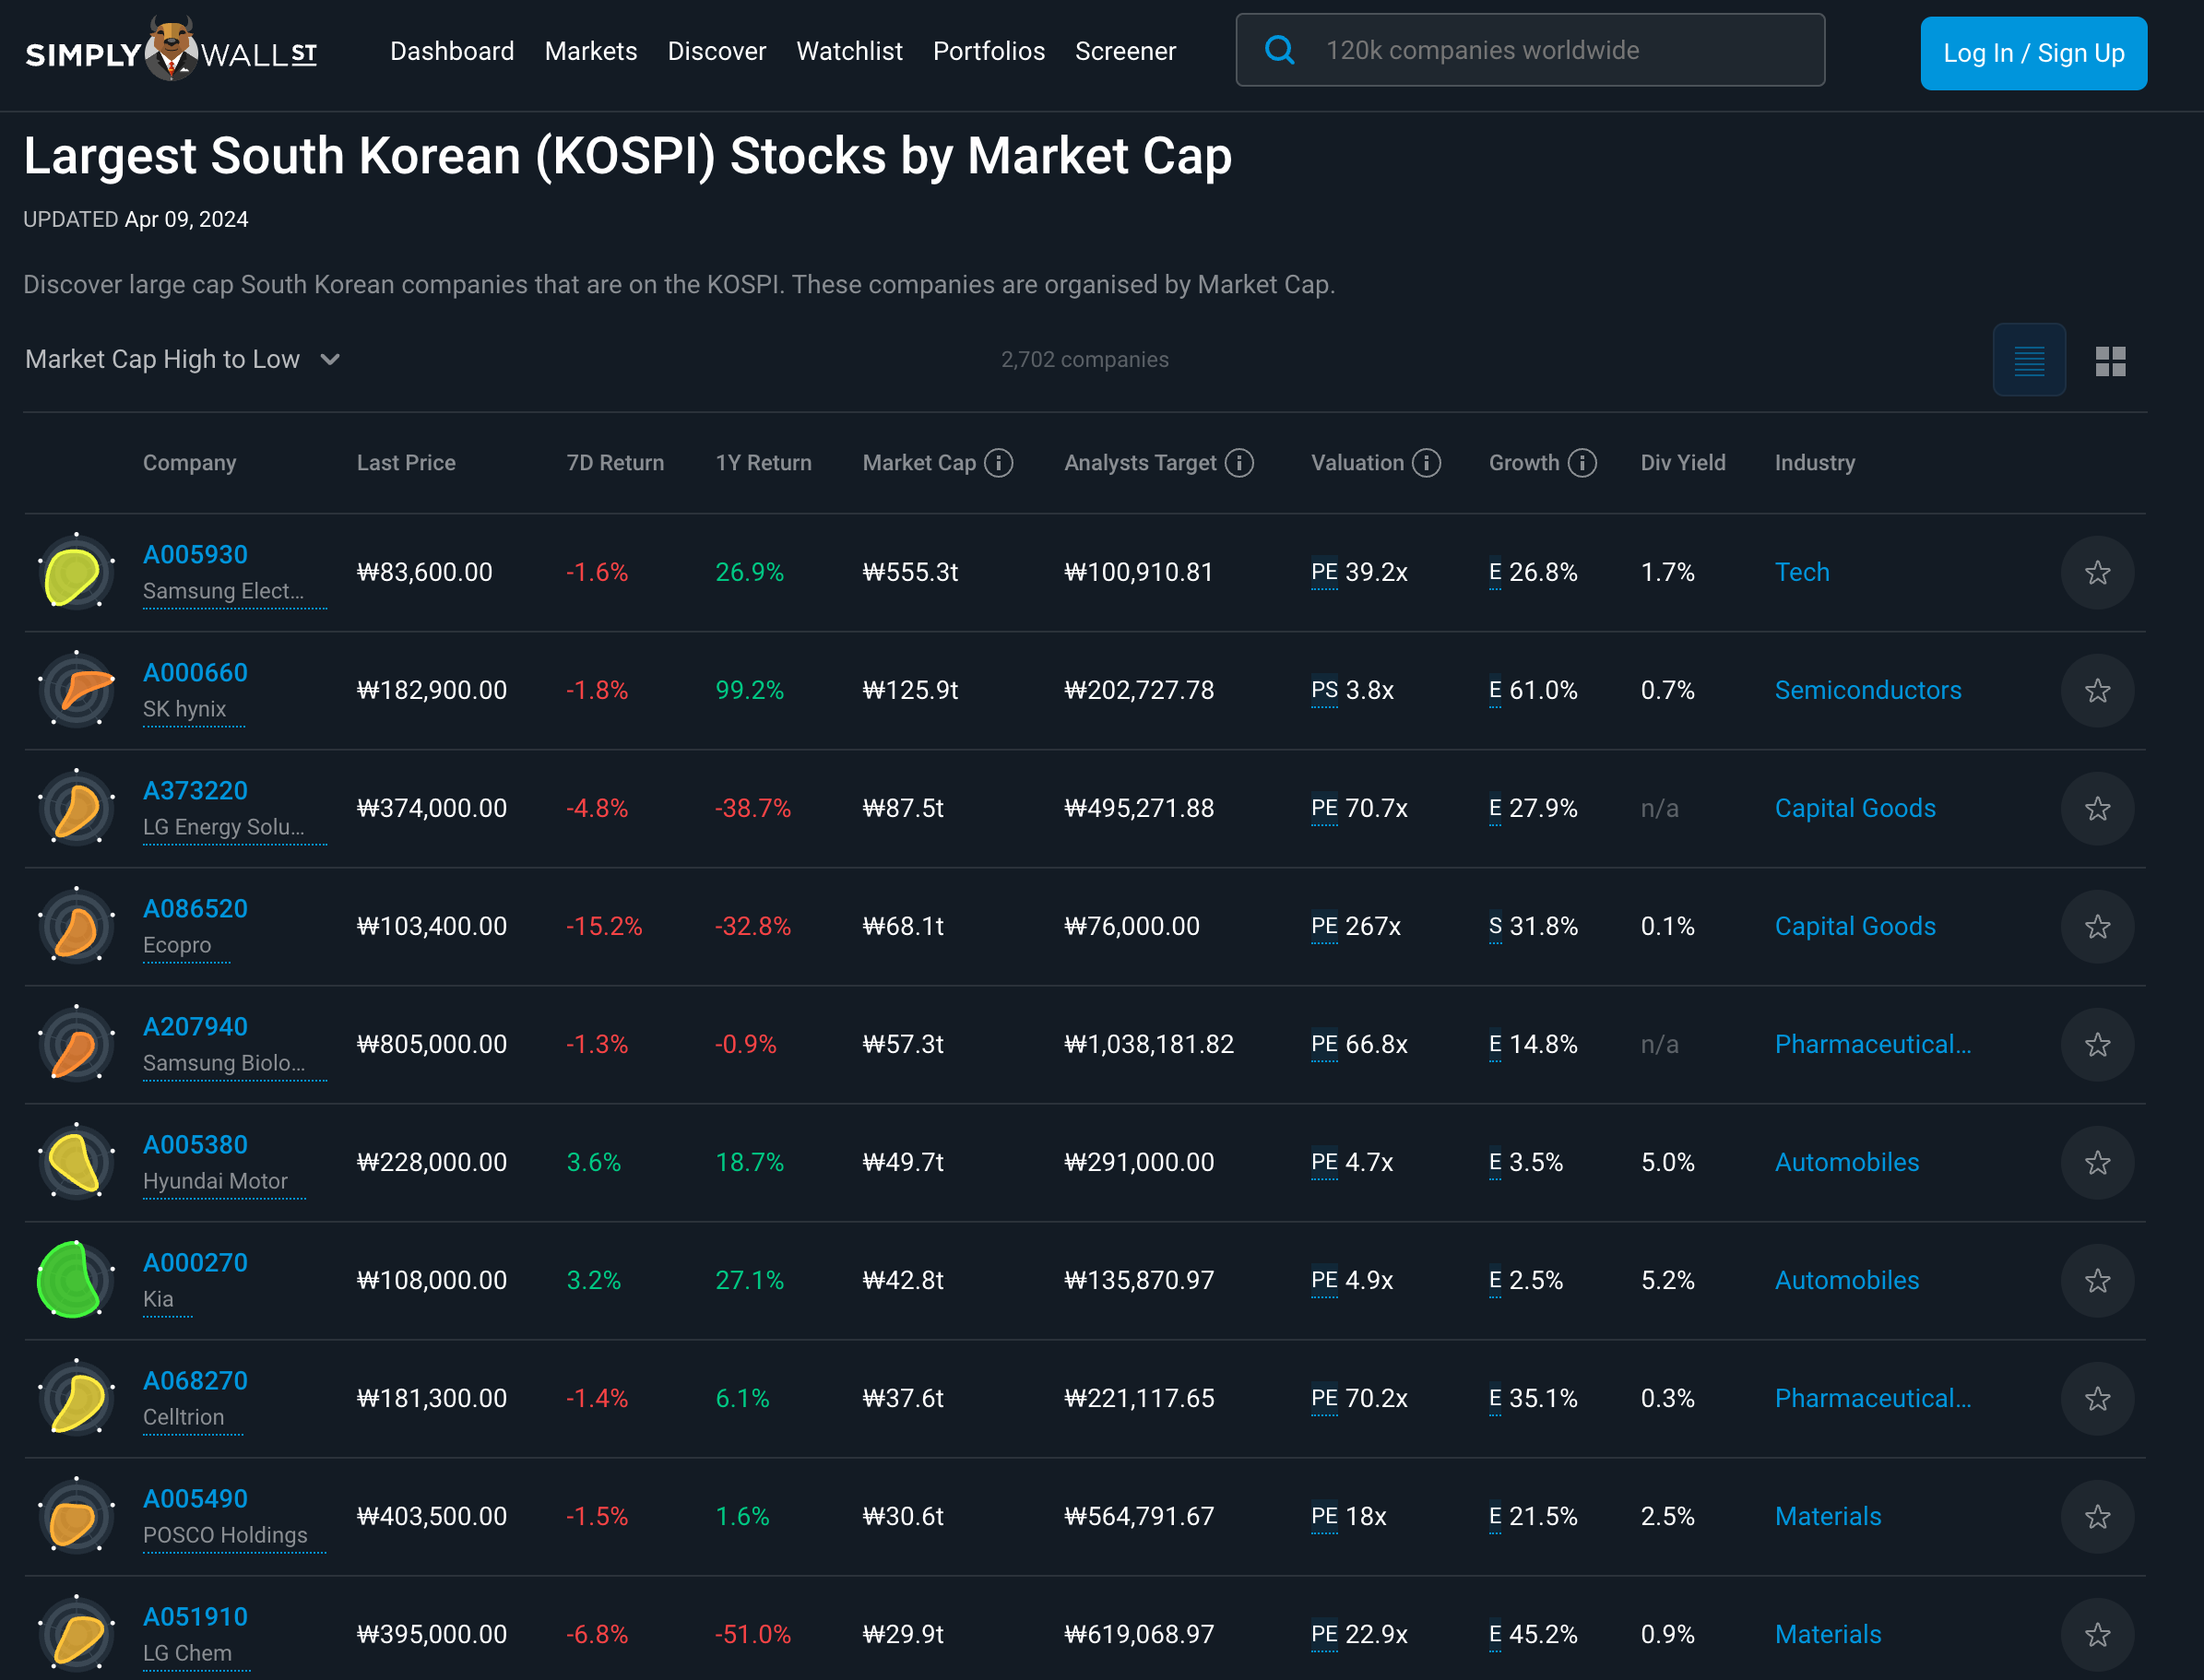 SIMPLY WALL ST Dashboard Markets Discover Watchlist Portfolios Screener 120k companies worldwide Log In / Sign Up
Largest South Korean (KOSPI) Stocks by Market Cap
UPDATED Apr 09, 2024
Discover large cap South Korean companies that are on the KOSPI. These companies are organised by Market Cap.
Market Cap High to Low 2,702 companies
Company Last Price 7D Return 1Y Return Market Cap Analysts Target Valuation Growth Div Yield Industry
A005930
Samsung Elect... ₩83,600.00 -1.6% 26.9% ₩555.3t ₩100,910.81 PE 39.2x E 26.8% 1.7% Tech
A000660
SK hynix ₩182,900.00 -1.8% 99.2% ₩125.9t ₩202,727.78 PS 3.8x E 61.0% 0.7% Semiconductors
A373220
LG Energy Solu... ₩374,000.00 -4.8% -38.7% ₩87.5t ₩495,271.88 PE 70.7x E 27.9% n/a Capital Goods
A086520
Ecopro ₩103,400.00 -15.2% -32.8% ₩68.1t ₩76,000.00 PE 267x S 31.8% 0.1% Capital Goods
A207940
Samsung Biolo... ₩805,000.00 -1.3% -0.9% ₩57.3t ₩1,038,181.82 PE 66.8x E 14.8% n/a Pharmaceutical...
A005380
Hyundai Motor ₩228,000.00 3.6% 18.7% ₩49.7t ₩291,000.00 PE 4.7x E 3.5% 5.0% Automobiles
A000270
Kia ₩108,000.00 3.2% 27.1% ₩42.8t ₩135,870.97 PE 4.9x E 2.5% 5.2% Automobiles
A068270
Celltrion ₩181,300.00 -1.4% 6.1% ₩37.6t ₩221,117.65 PE 70.2x E 35.1% 0.3% Pharmaceutical...
A005490
POSCO Holdings ₩403,500.00 -1.5% 1.6% ₩30.6t ₩564,791.67 PE 18x E 21.5% 2.5% Materials
A051910
LG Chem ₩395,000.00 -6.8% -51.0% ₩29.9t ₩619,068.97 PE 22.9x E 45.2% 0.9% Materials